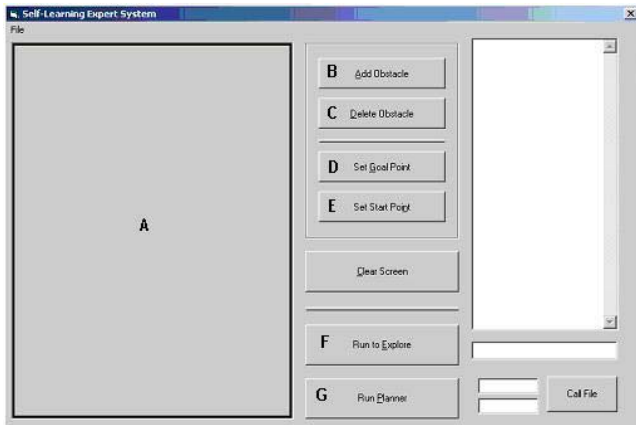 Self-Learning Expert System
File
A
B Add Obstacle
C Delete Obstacle
D Set Goal Point
E Set Start Point
Clear Screen
F Run to Explore
G Run Planner
Call File